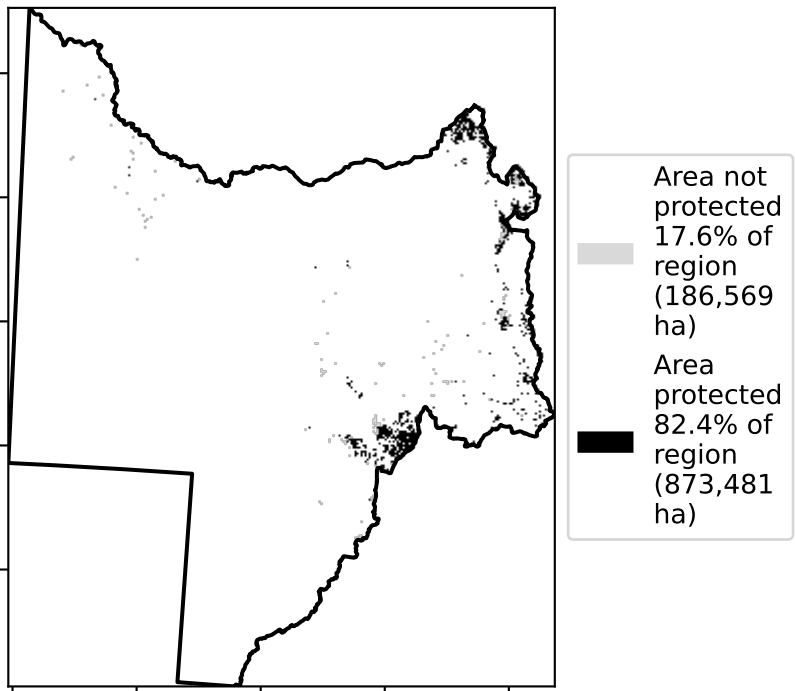 Area not
protected
17.6% of
region
(186,569
ha)
Area
protected
82.4% of
region
(873,481
ha)